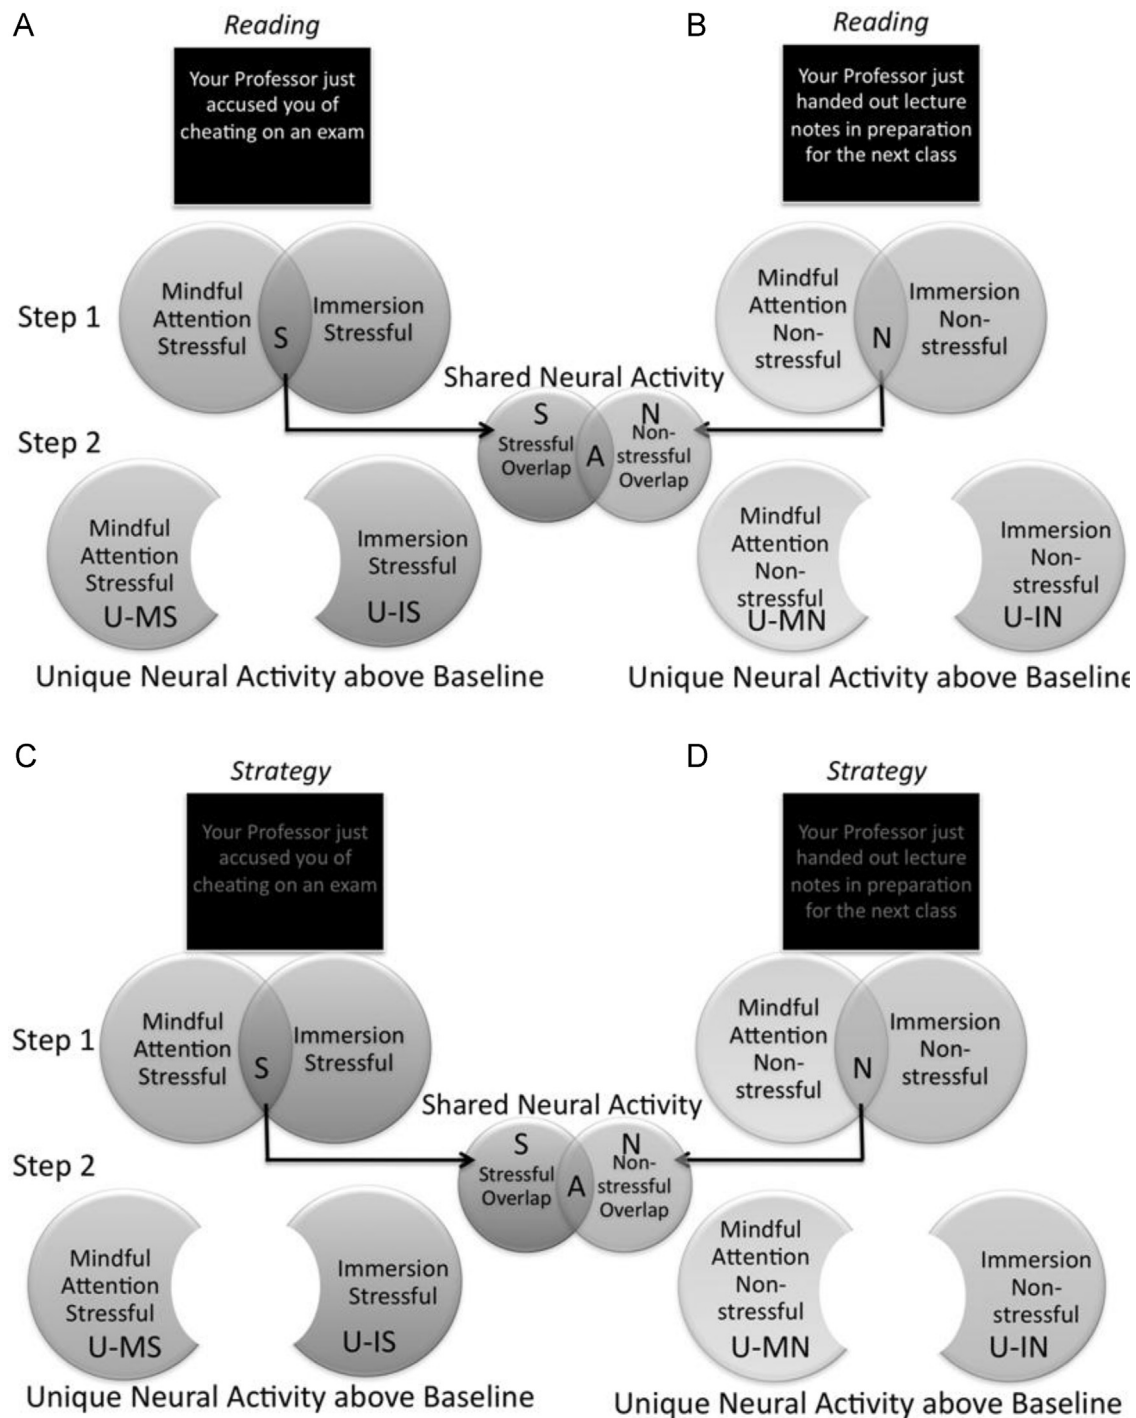 A
Reading
Your Professor just
accused you of
cheating on an exam
Step 1
Mindful
Attention
Stressful
S
Immersion
Stressful
B
Reading
Your Professor just
handed out lecture
notes in preparation
for the next class
Mindful
Attention
Non-
stressful
N
Immersion
Non-
stressful
Shared Neural Activity
S
Stressful
Overlap
A
N
Non-
stressful
Overlap
Step 2
Mindful
Attention
Stressful
U-MS
Immersion
Stressful
U-IS
Unique Neural Activity above Baseline
Mindful
Attention
Non-
stressful
U-MN
Immersion
Non-
stressful
U-IN
Unique Neural Activity above Baseline
C
Strategy
Your Professor just
accused you of
cheating on an exam
Step 1
Mindful
Attention
Stressful
S
Immersion
Stressful
D
Strategy
Your Professor just
handed out lecture
notes in preparation
for the next class
Mindful
Attention
Non-
stressful
N
Immersion
Non-
stressful
Shared Neural Activity
S
Stressful
Overlap
A
N
Non-
stressful
Overlap
Step 2
Mindful
Attention
Stressful
U-MS
Immersion
Stressful
U-IS
Unique Neural Activity above Baseline
Mindful
Attention
Non-
stressful
U-MN
Immersion
Non-
stressful
U-IN
Unique Neural Activity above Baseline